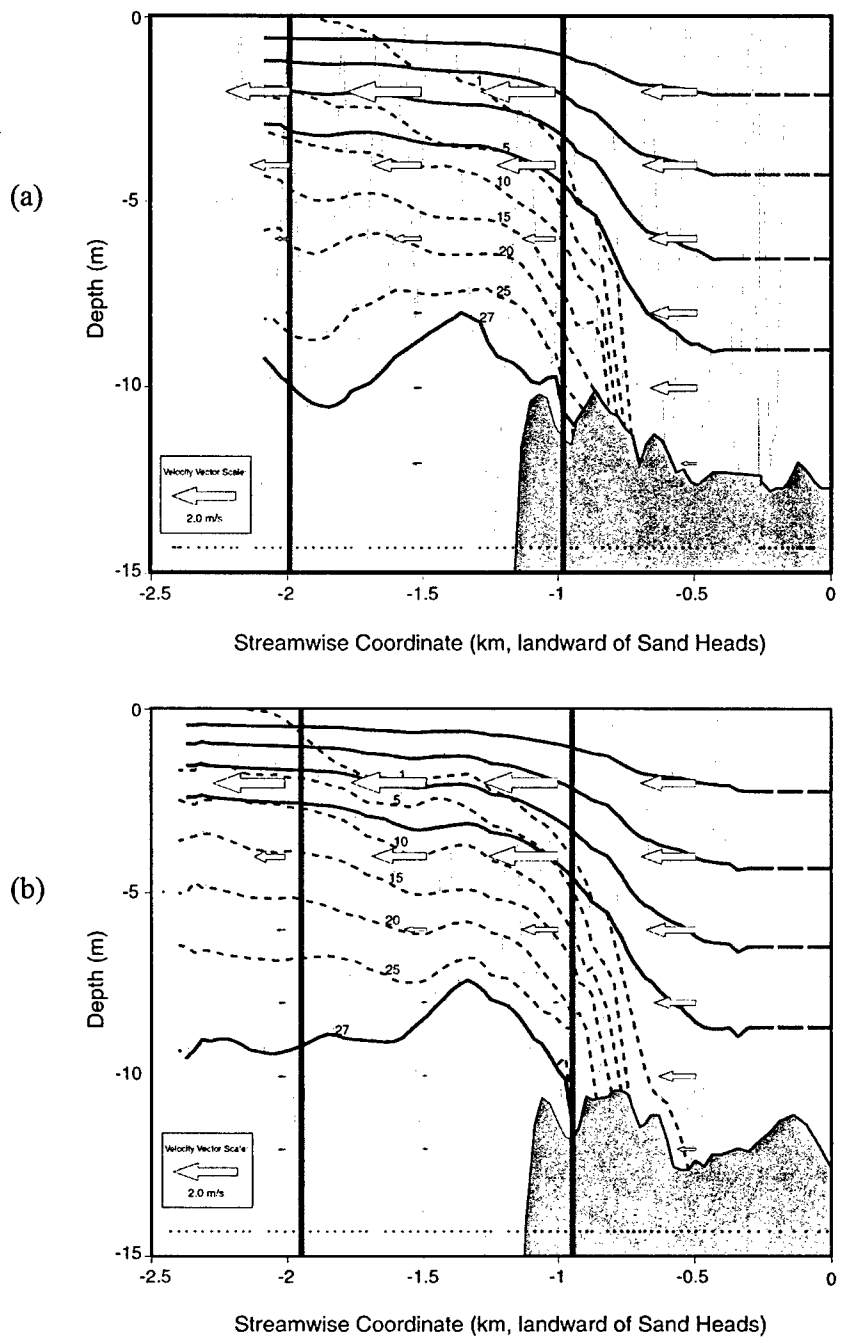 (a)
0
-5
-10
-15
Depth (m)
1
5
10
15
20
25
27
Velocity Vector Scale:
2.0 m/s
-2.5 -2 -1.5 -1 -0.5 0
Streamwise Coordinate (km, landward of Sand Heads)
(b)
0
-5
-10
-15
Depth (m)
1
5
10
15
20
25
27
Velocity Vector Scale:
2.0 m/s
-2.5 -2 -1.5 -1 -0.5 0
Streamwise Coordinate (km, landward of Sand Heads)